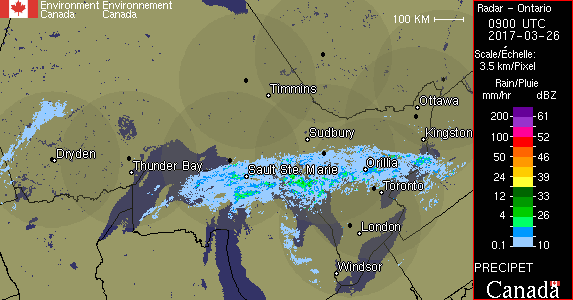 Environment Environnement
Canada Canada
100 KM
Radar - Ontario
0900 UTC
2017-03-26
Scale/Échelle:
3.5 km/Pixel
Rain/Pluie
mm/hr dBZ
200 61
100 52
50 46
24 39
12 33
4 26
1 20
0.1 10
PRECIPET
Canada
Timmins
Ottawa
Sudbury
Kingston
Dryden
Thunder Bay
Sault Ste. Marie
Orillia
Toronto
London
Windsor